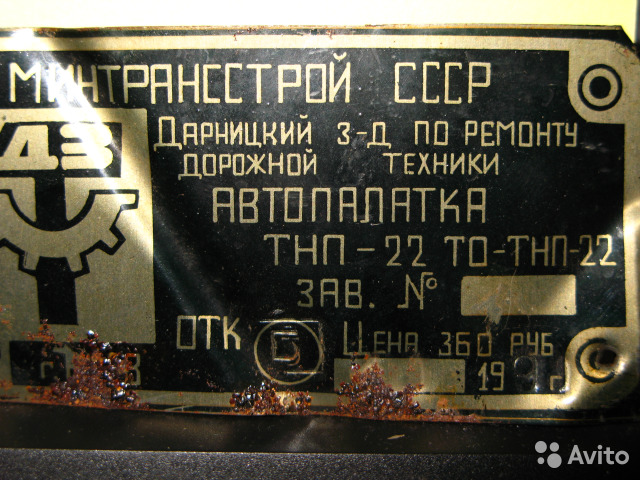 МИНТРАНССТРОЙ СССР
ДЗ
ДАРНИЦКИЙ З-Д ПО РЕМОНТУ
ДОРОЖНОЙ ТЕХНИКИ
АВТОПАЛАТКА
ТНП-22 ТО-ТНП-22
ЗАВ. №
ОТК 5 ЦЕНА 360 РУБ
19 г.
Avito